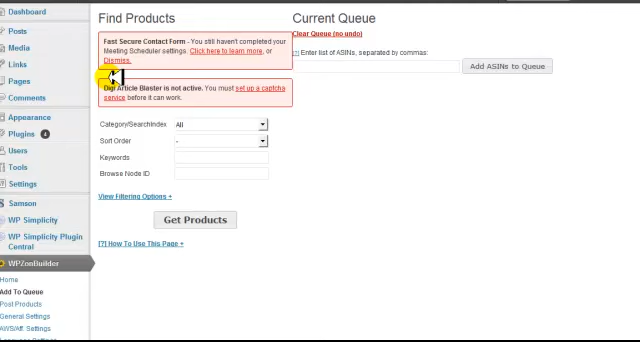 Dashboard
Posts
Media
Links
Pages
Comments
Appearance
Plugins 4
Users
Tools
Settings
Samson
WP Simplicity
WP Simplicity Plugin
Central
WPZonBuilder
Home
Add To Queue
Post Products
General Settings
AWS/Aff. Settings
Find Products
Fast Secure Contact Form - You still haven't completed your
Meeting Scheduler settings. Click here to learn more, or
Dismiss.
Digi Article Blaster is not active. You must set up a captcha
service before it can work.
Category/SearchIndex All
Sort Order -
Keywords
Browse Node ID
View Filtering Options +
Get Products
[?] How To Use This Page +
Current Queue
Clear Queue (no undo)
[?] Enter list of ASINs, separated by commas:
Add ASINs to Queue